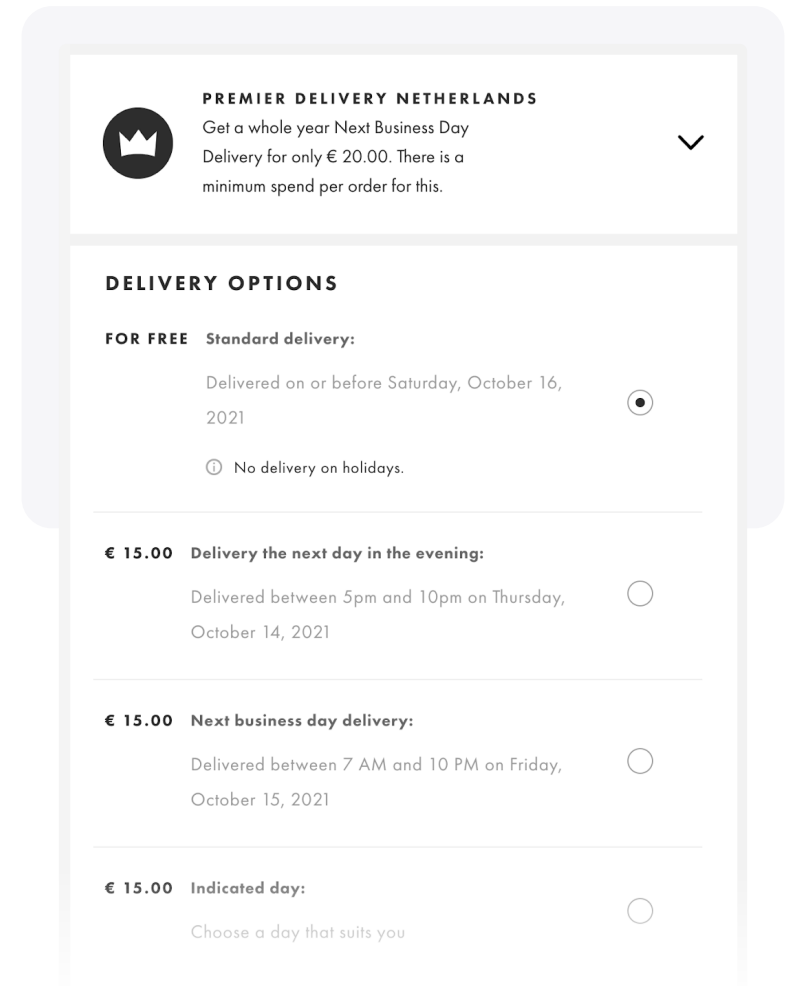 PREMIER DELIVERY NETHERLANDS
Get a whole year Next Business Day
Delivery for only € 20.00. There is a
minimum spend per order for this.
DELIVERY OPTIONS
FOR FREE Standard delivery:
Delivered on or before Saturday, October 16,
2021
No delivery on holidays.
€ 15.00 Delivery the next day in the evening:
Delivered between 5pm and 10pm on Thursday,
October 14, 2021
€ 15.00 Next business day delivery:
Delivered between 7 AM and 10 PM on Friday,
October 15, 2021
€ 15.00 Indicated day:
Choose a day that suits you